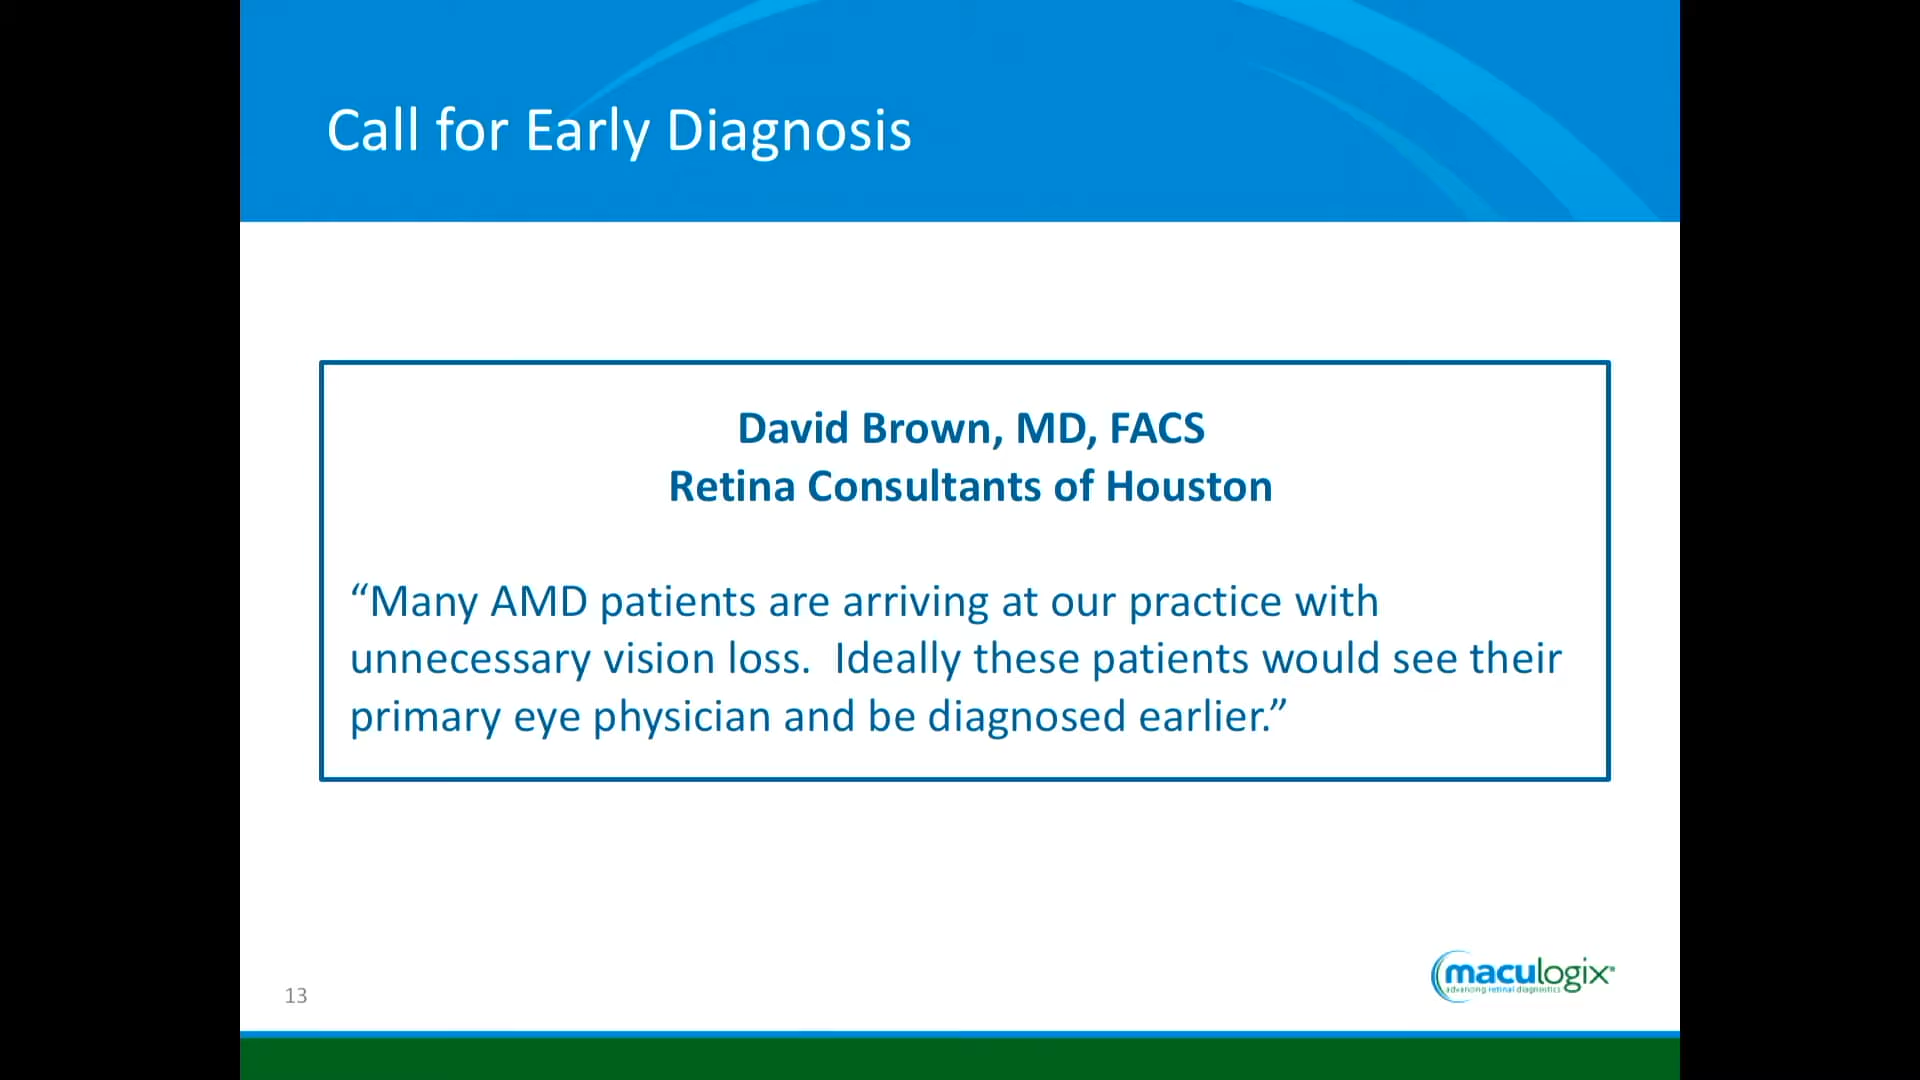 Call for Early Diagnosis
David Brown, MD, FACS
Retina Consultants of Houston
“Many AMD patients are arriving at our practice with
unnecessary vision loss.  Ideally these patients would see their
primary eye physician and be diagnosed earlier.”
maculogix®
advancing retinal diagnostics
13